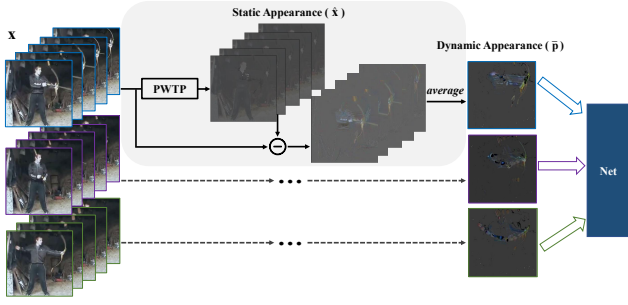 Static Appearance ( x̂ )
x
Dynamic Appearance ( p̄ )
PWTP
average
Net